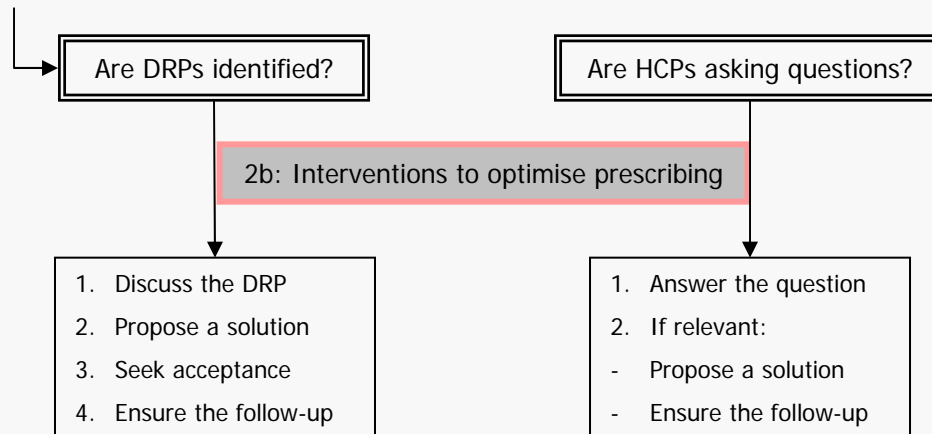 Are DRPs identified?
Are HCPs asking questions?
2b: Interventions to optimise prescribing
1. Discuss the DRP
2. Propose a solution
3. Seek acceptance
4. Ensure the follow-up
1. Answer the question
2. If relevant:
- Propose a solution
- Ensure the follow-up